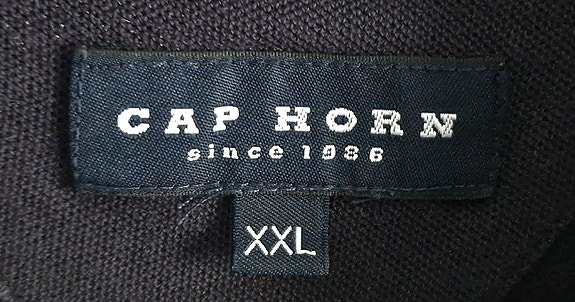 CAP HORN
since 1986
XXL